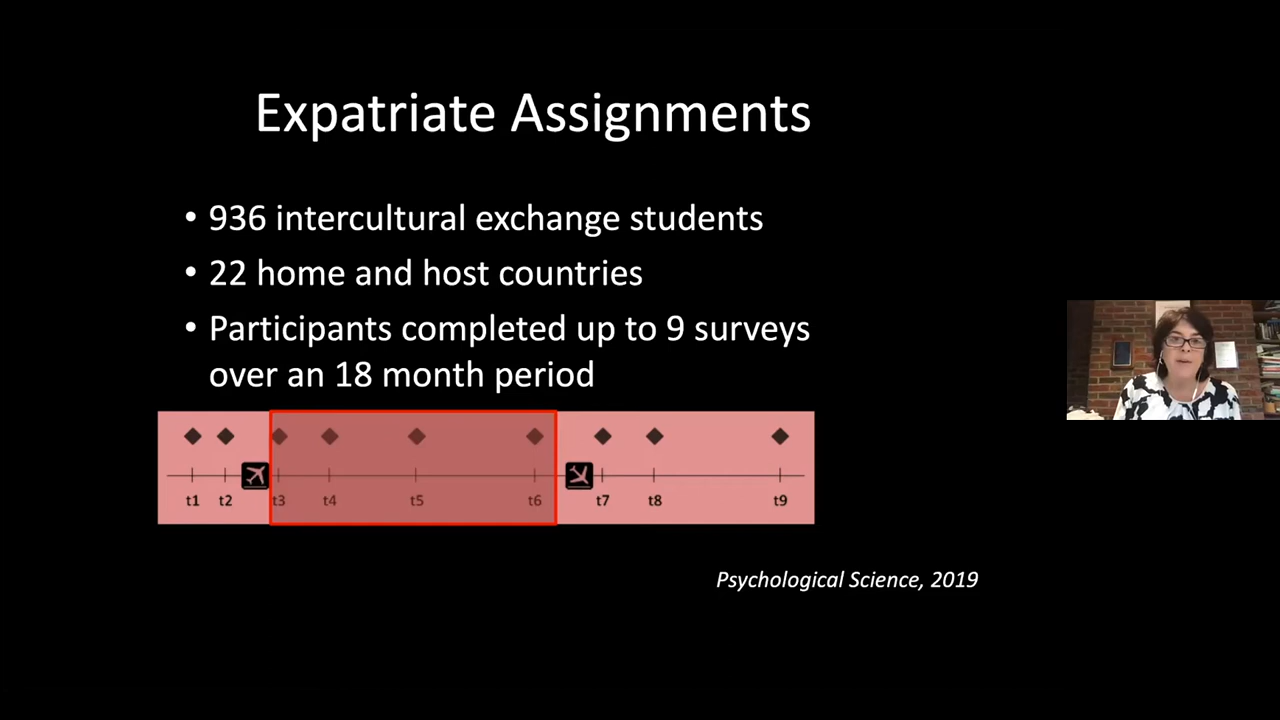 Expatriate Assignments
• 936 intercultural exchange students
• 22 home and host countries
• Participants completed up to 9 surveys
over an 18 month period
t1 t2 t3 t4 t5 t6 t7 t8 t9
Psychological Science, 2019